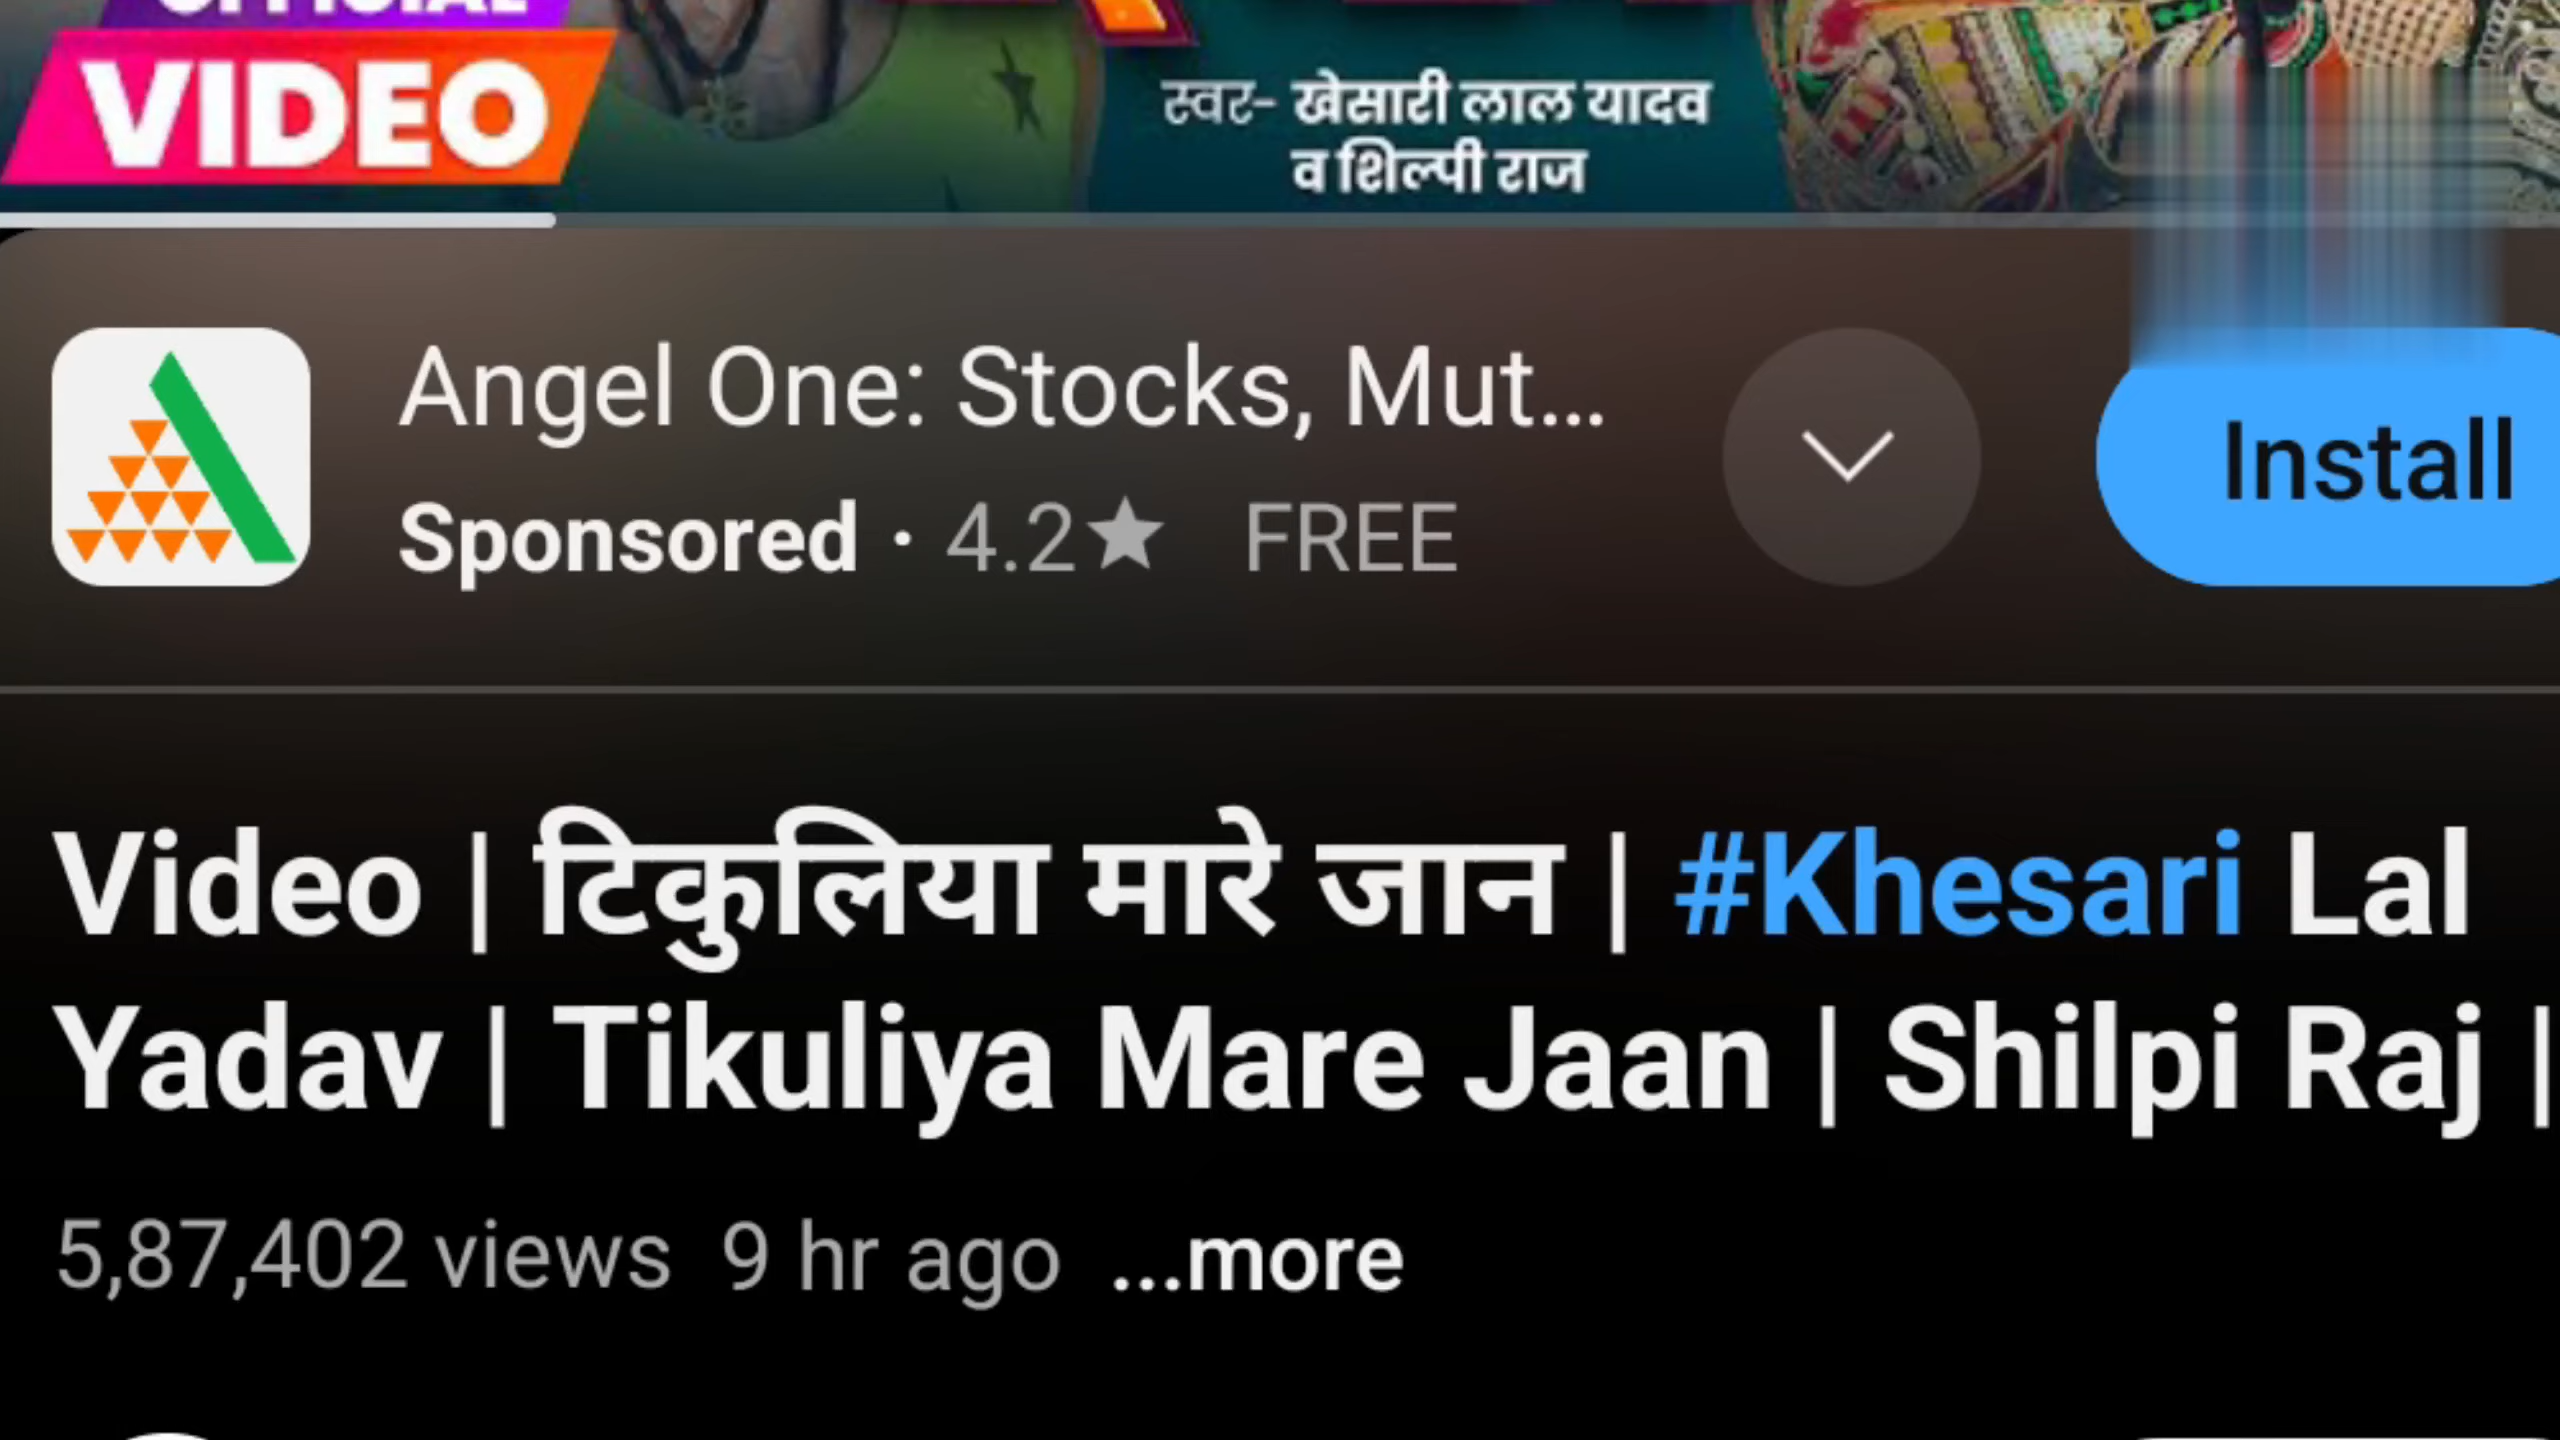 OFFICIAL
VIDEO
स्वर- खेसारी लाल यादव
व शिल्पी राज
Angel One: Stocks, Mut...
Sponsored · 4.2★ FREE
Install
Video | टिकुलिया मारे जान | #Khesari Lal
Yadav | Tikuliya Mare Jaan | Shilpi Raj |
5,87,402 views 9 hr ago ...more